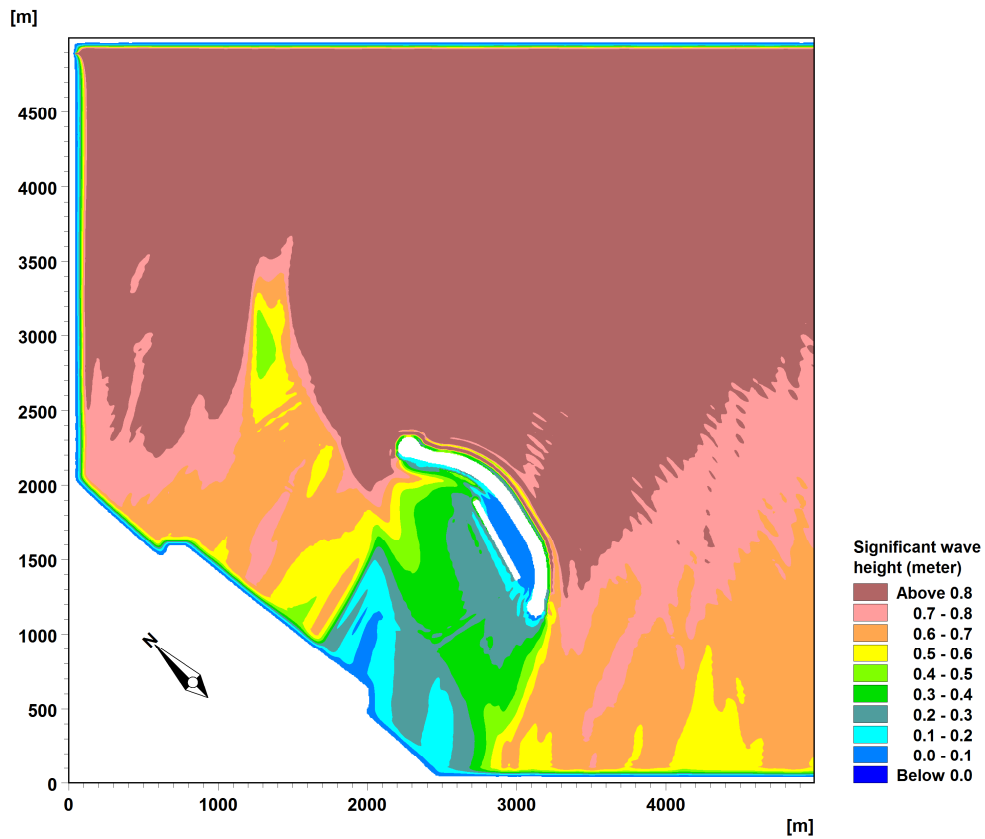 [m]
4500
4000
3500
3000
2500
2000
1500
1000
500
0
N
0 1000 2000 3000 4000
[m]
Significant wave
height (meter)
Above 0.8
0.7 - 0.8
0.6 - 0.7
0.5 - 0.6
0.4 - 0.5
0.3 - 0.4
0.2 - 0.3
0.1 - 0.2
0.0 - 0.1
Below 0.0